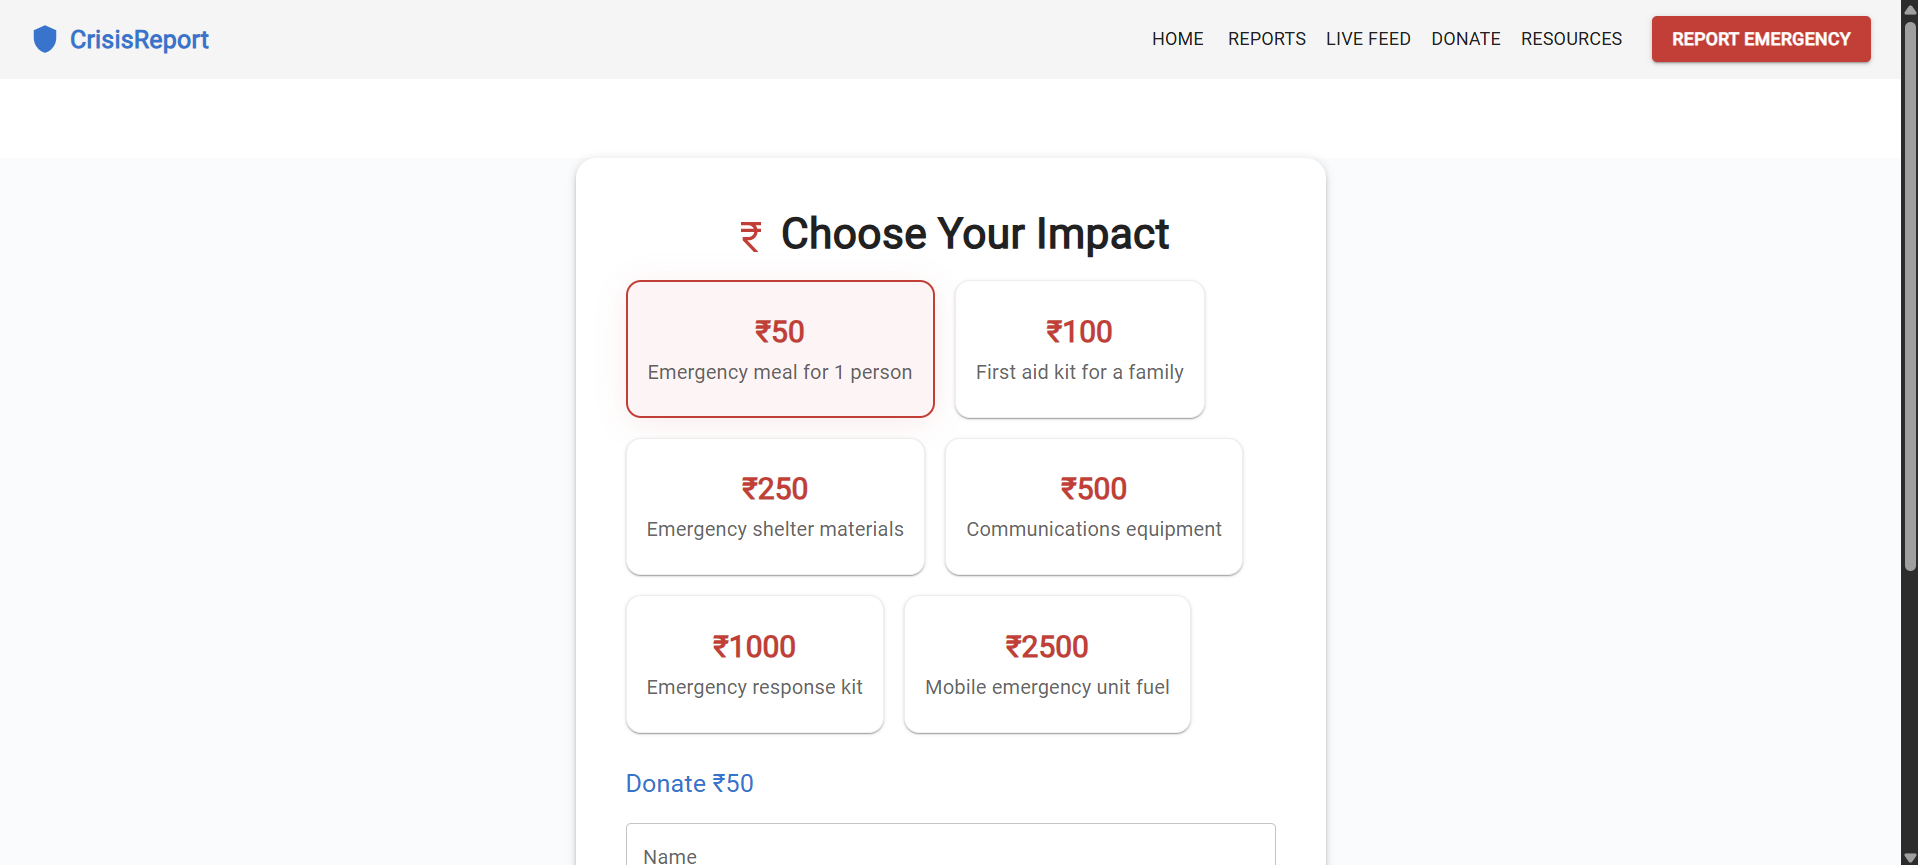 CrisisReport
HOME REPORTS LIVE FEED DONATE RESOURCES REPORT EMERGENCY
₹ Choose Your Impact
₹50
Emergency meal for 1 person
₹100
First aid kit for a family
₹250
Emergency shelter materials
₹500
Communications equipment
₹1000
Emergency response kit
₹2500
Mobile emergency unit fuel
Donate ₹50
Name